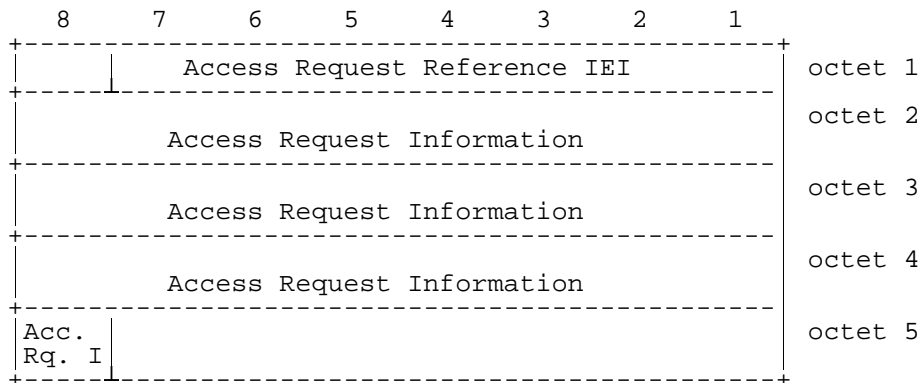 8 7 6 5 4 3 2 1
Access Request Reference IEI octet 1
octet 2
Access Request Information
octet 3
Access Request Information
octet 4
Access Request Information
Acc. octet 5
Rq. I